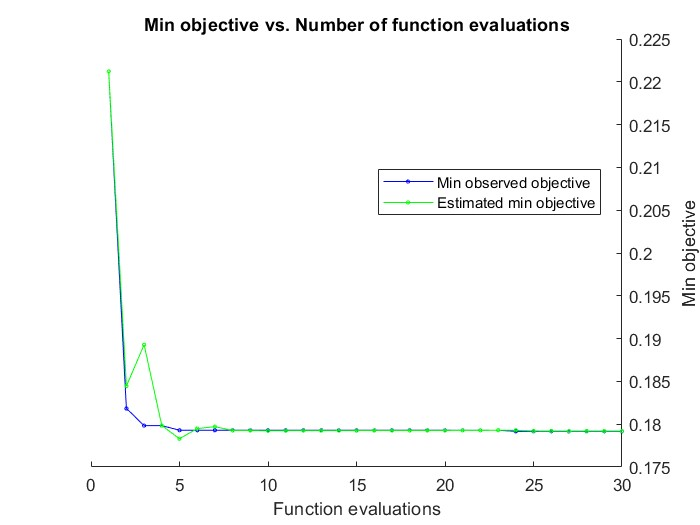 Min objective vs. Number of function evaluations
0.225
0.22
0.215
0.21
0.205
0.2
0.195
0.19
0.185
0.18
0.175
Min objective
Min observed objective
Estimated min objective
0 5 10 15 20 25 30
Function evaluations